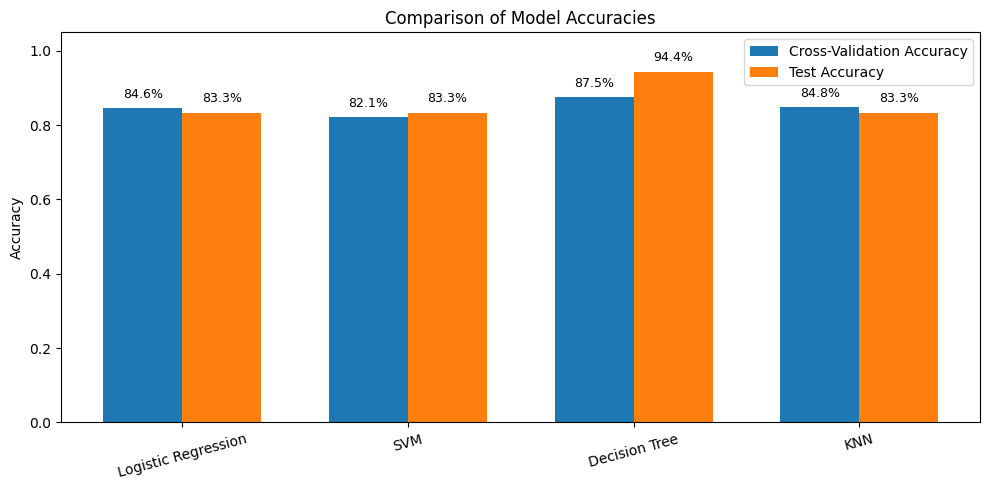 Comparison of Model Accuracies
Cross-Validation Accuracy
Test Accuracy
Accuracy
1.0
0.8
0.6
0.4
0.2
0.0
84.6%
83.3%
82.1%
83.3%
87.5%
94.4%
84.8%
83.3%
Logistic Regression
SVM
Decision Tree
KNN